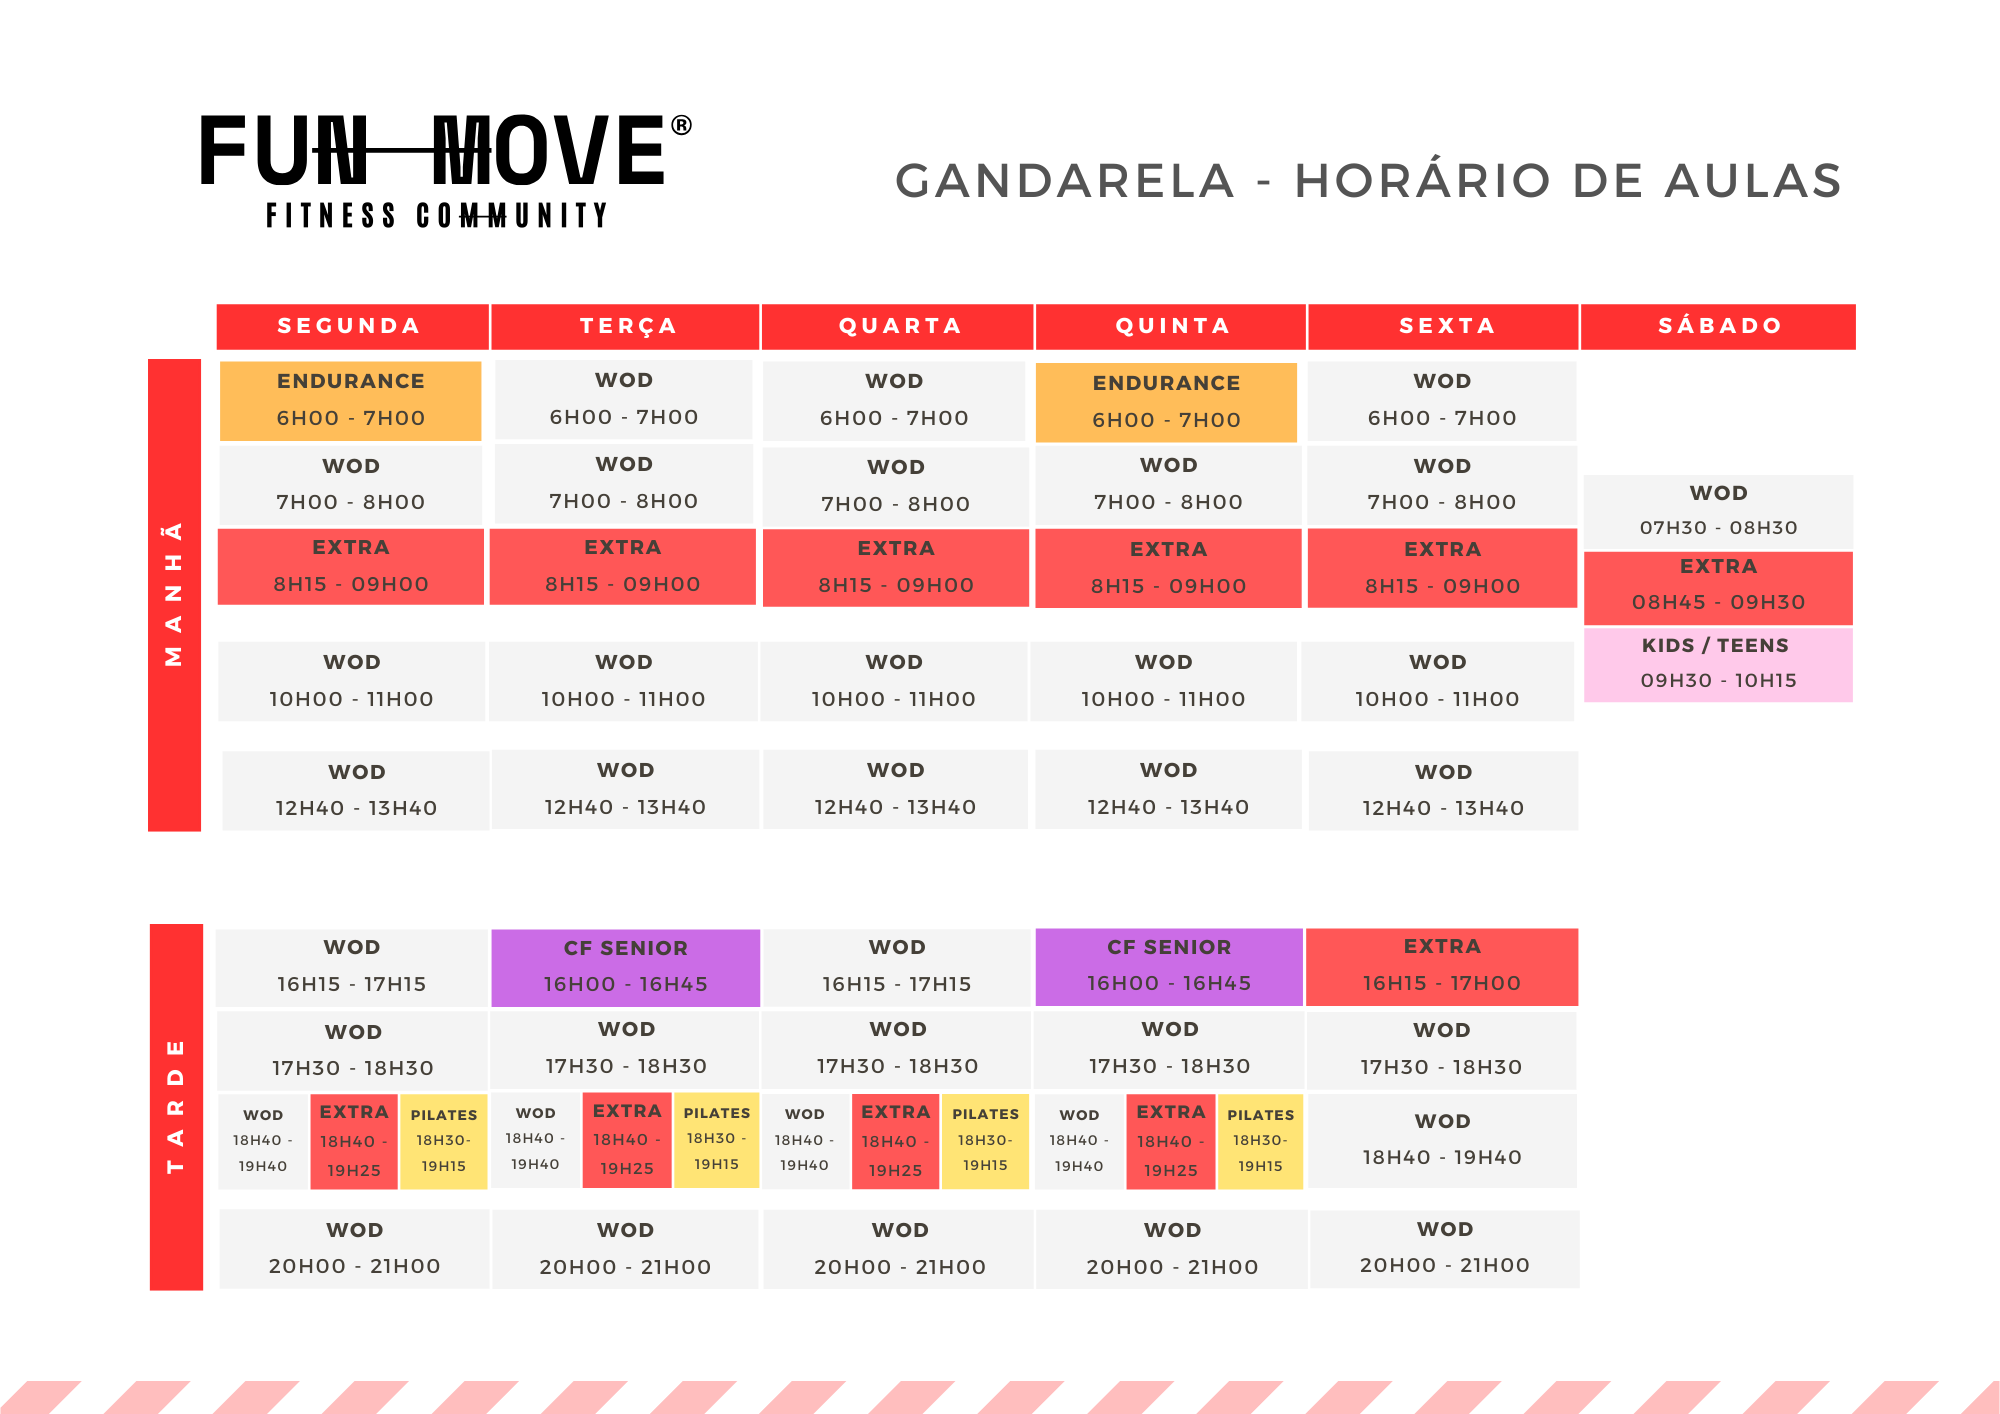 FUN MOVE®
FITNESS COMMUNITY
GANDARELA - HORÁRIO DE AULAS
SEGUNDA TERÇA QUARTA QUINTA SEXTA SÁBADO
MANHÃ
ENDURANCE WOD WOD ENDURANCE WOD
6H00 - 7H00 6H00 - 7H00 6H00 - 7H00 6H00 - 7H00 6H00 - 7H00
WOD WOD WOD WOD WOD
7H00 - 8H00 7H00 - 8H00 7H00 - 8H00 7H00 - 8H00 7H00 - 8H00
WOD
07H30 - 08H30
EXTRA EXTRA EXTRA EXTRA EXTRA
8H15 - 09H00 8H15 - 09H00 8H15 - 09H00 8H15 - 09H00 8H15 - 09H00
EXTRA
08H45 - 09H30
KIDS / TEENS
09H30 - 10H15
WOD WOD WOD WOD WOD
10H00 - 11H00 10H00 - 11H00 10H00 - 11H00 10H00 - 11H00 10H00 - 11H00
WOD WOD WOD WOD WOD
12H40 - 13H40 12H40 - 13H40 12H40 - 13H40 12H40 - 13H40 12H40 - 13H40
TARDE
WOD CF SENIOR WOD CF SENIOR EXTRA
16H15 - 17H15 16H00 - 16H45 16H15 - 17H15 16H00 - 16H45 16H15 - 17H00
WOD WOD WOD WOD WOD
17H30 - 18H30 17H30 - 18H30 17H30 - 18H30 17H30 - 18H30 17H30 - 18H30
WOD EXTRA PILATES WOD EXTRA PILATES WOD EXTRA PILATES WOD EXTRA PILATES WOD
18H40 - 18H40 - 18H30- 18H40 - 18H40 - 18H30 - 18H40 - 18H40 - 18H30- 18H40 - 18H40 - 18H30- 18H40 - 19H40
19H40 19H25 19H15 19H40 19H25 19H15 19H40 19H25 19H15 19H40 19H25 19H15
WOD WOD WOD WOD WOD
20H00 - 21H00 20H00 - 21H00 20H00 - 21H00 20H00 - 21H00 20H00 - 21H00